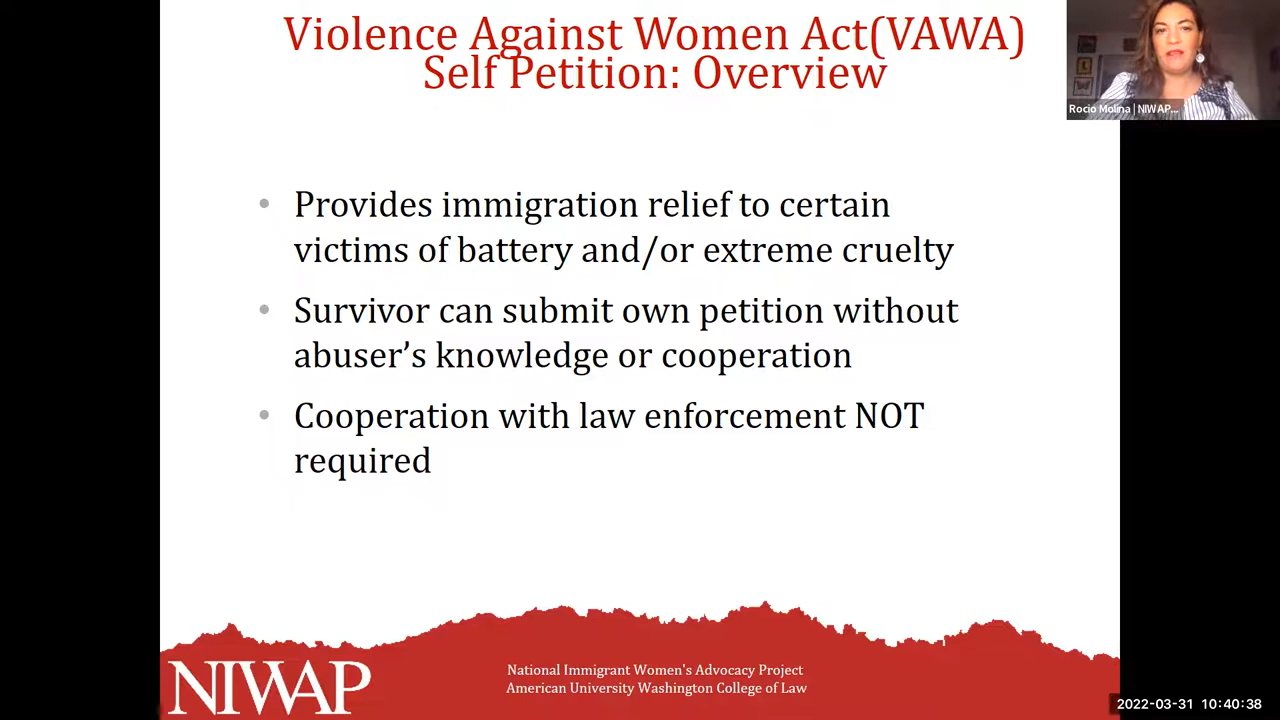 Violence Against Women Act(VAWA)
Self Petition: Overview
Rocio Molina | NIWAP...
• Provides immigration relief to certain
victims of battery and/or extreme cruelty
• Survivor can submit own petition without
abuser’s knowledge or cooperation
• Cooperation with law enforcement NOT
required
NIWAP
National Immigrant Women's Advocacy Project
American University Washington College of Law
2022-03-31 10:40:38